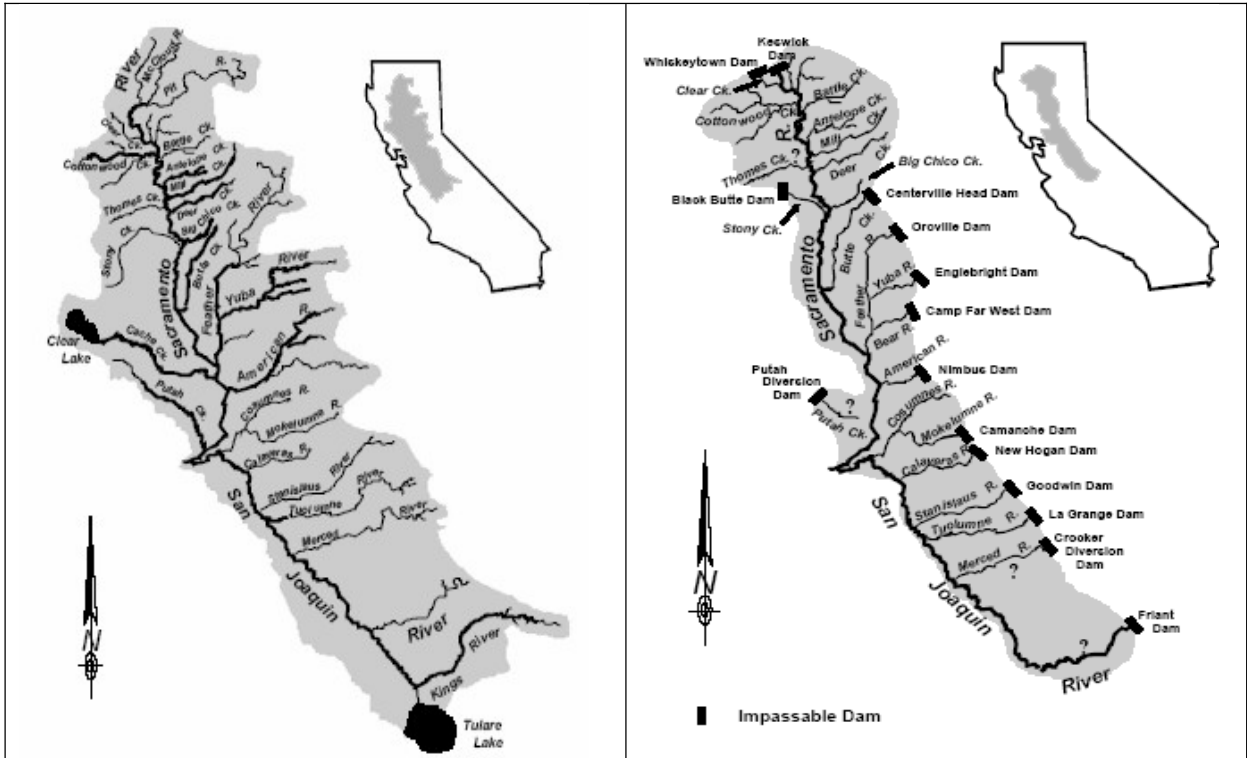 River
McCloud R.
Pit
R.
Cottonwood Ck.
Battle Ck.
Antelope Ck.
Mill Ck.
Thomes Ck.
Deer Ck.
Big Chico Ck.
Stony Ck.
Butte Ck.
River
Feather
Sacramento
Yuba
River
Clear
Lake
Cache Ck.
American
R.
Putah
Ck.
Cosumnes R.
Mokelumne R.
Calaveras R.
San
Stanislaus
River
Tuolumne
River
Merced
River
Joaquin
River
Kings
River
Tulare
Lake
N
Keswick
Dam
Whiskeytown Dam
Clear Ck.
Cottonwood Ck.
R.
Battle Ck.
Antelope Ck.
Mill Ck.
?
Thomes Ck.
Deer Ck.
Big Chico Ck.
Black Butte Dam
Centerville Head Dam
Stony Ck.
Butte Ck.
Oroville Dam
Sacramento
Feather R.
Yuba R.
Englebright Dam
Camp Far West Dam
Bear R.
American R.
Nimbus Dam
Putah
Diversion
Dam
?
Putah Ck.
Cosumnes R.
Mokelumne R.
Camanche Dam
Calaveras R.
New Hogan Dam
San
Stanislaus R.
Goodwin Dam
Tuolumne R.
La Grange Dam
Merced R.
Crocker
Diversion
Dam
?
Joaquin
Friant
Dam
?
River
N
Impassable Dam